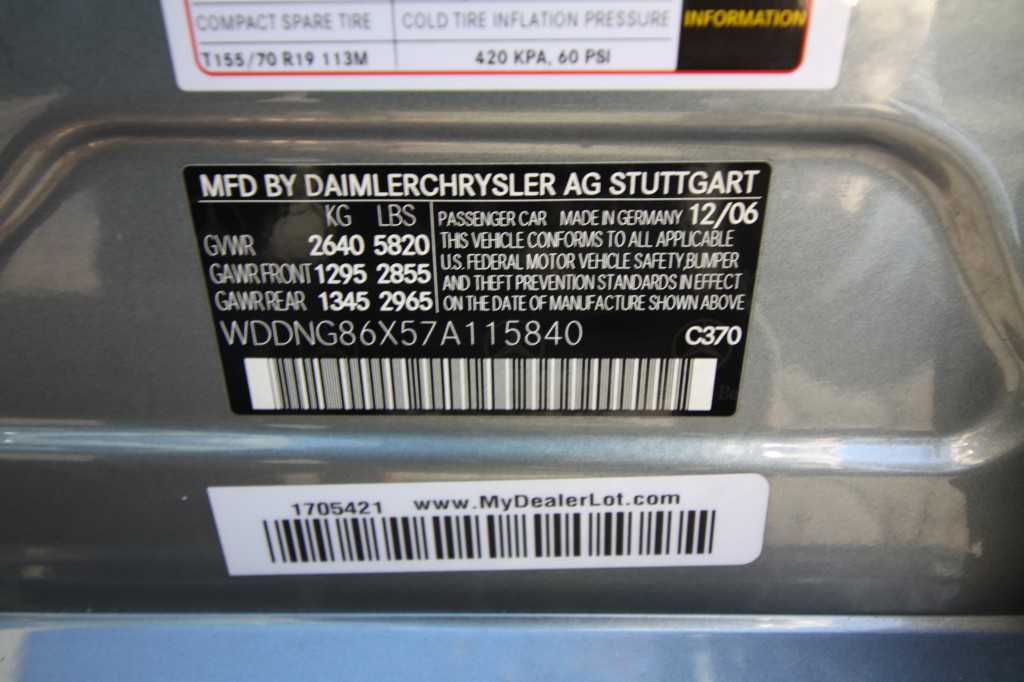 COMPACT SPARE TIRE COLD TIRE INFLATION PRESSURE INFORMATION
T155/70 R19 113M 420 KPA, 60 PSI
MFD BY DAIMLERCHRYSLER AG STUTTGART
KG LBS PASSENGER CAR MADE IN GERMANY 12/06
GVWR 2640 5820 THIS VEHICLE CONFORMS TO ALL APPLICABLE
U.S. FEDERAL MOTOR VEHICLE SAFETY,BUMPER
GAWR FRONT 1295 2855 AND THEFT PREVENTION STANDARDS IN EFFECT
GAWR REAR 1345 2965 ON THE DATE OF MANUFACTURE SHOWN ABOVE.
WDDNG86X57A115840 C370
1705421 www.MyDealerLot.com